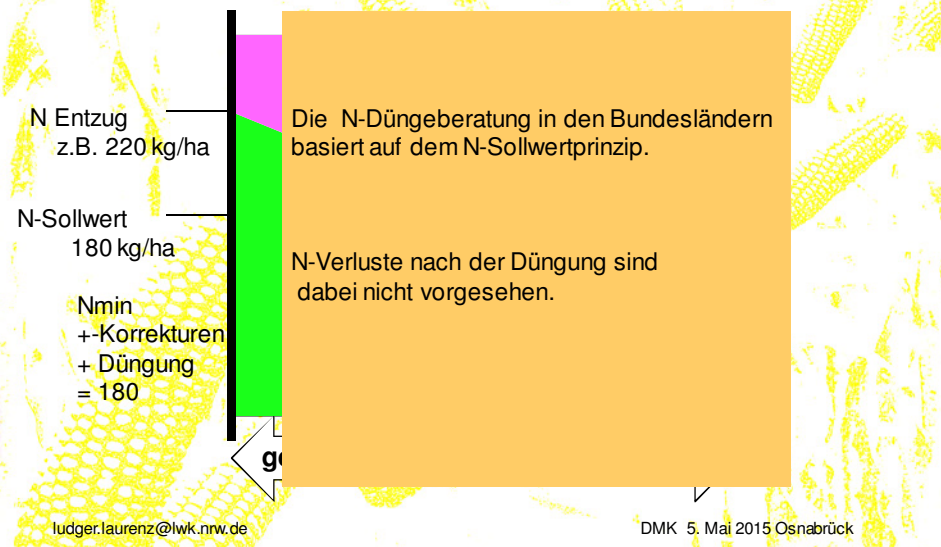 N Entzug
z.B. 220 kg/ha
N-Sollwert
180 kg/ha
Nmin
+-Korrekturen
+ Düngung
= 180
Die N-Düngeberatung in den Bundesländern
basiert auf dem N-Sollwertprinzip.
N-Verluste nach der Düngung sind
dabei nicht vorgesehen.
ludger.laurenz@lwk.nrw.de
DMK 5. Mai 2015 Osnabrück